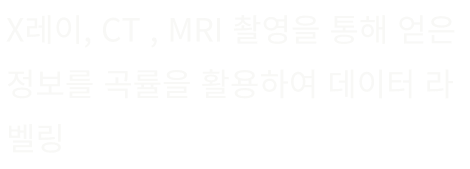 X레이, CT , MRI 촬영을 통해 얻은
정보를 곡률을 활용하여 데이터 라
벨링